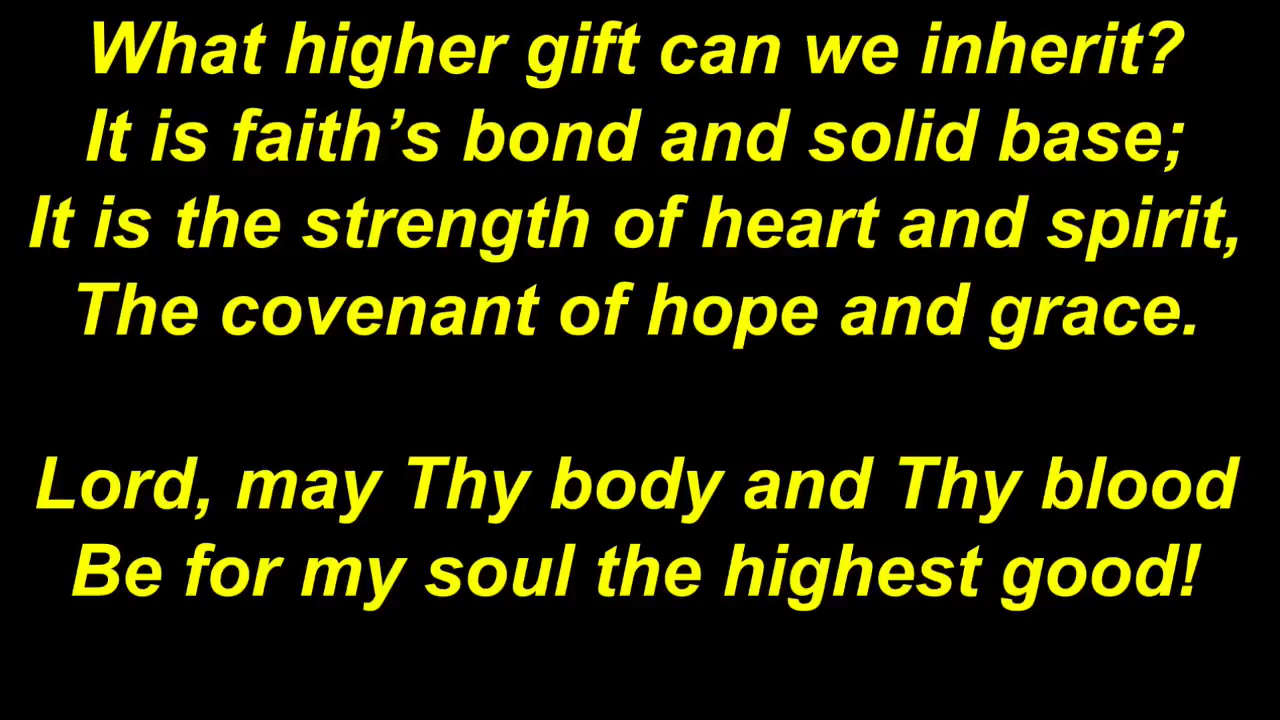 What higher gift can we inherit?
It is faith’s bond and solid base;
It is the strength of heart and spirit,
The covenant of hope and grace.
Lord, may Thy body and Thy blood
Be for my soul the highest good!